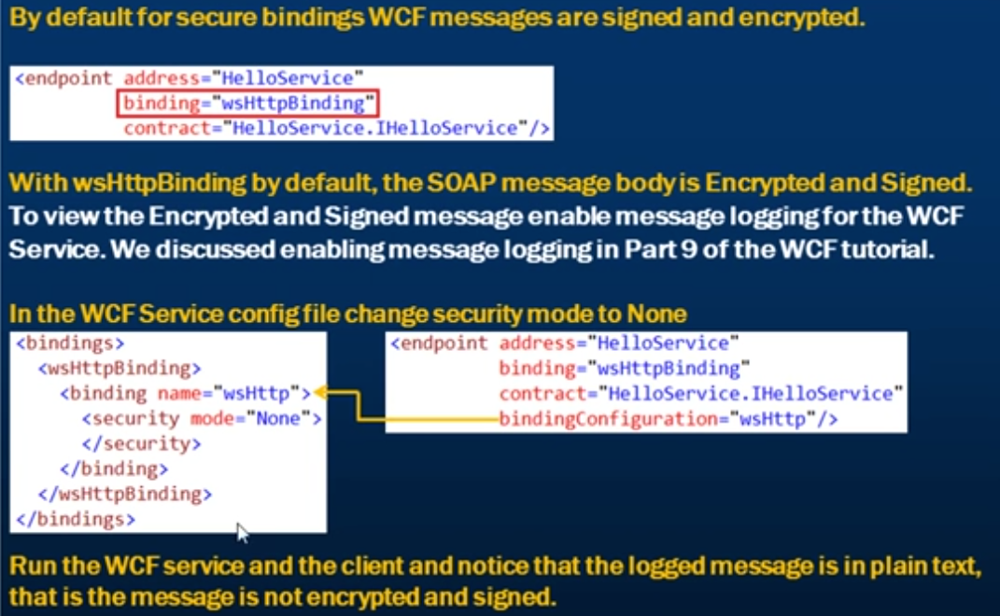 By default for secure bindings WCF messages are signed and encrypted.
<endpoint address="HelloService"
binding="wsHttpBinding"
contract="HelloService.IHelloService"/>
With wsHttpBinding by default, the SOAP message body is Encrypted and Signed.
To view the Encrypted and Signed message enable message logging for the WCF
Service. We discussed enabling message logging in Part 9 of the WCF tutorial.
In the WCF Service config file change security mode to None
<bindings>
<wsHttpBinding>
<binding name="wsHttp">
<security mode="None">
</security>
</binding>
</wsHttpBinding>
</bindings>
<endpoint address="HelloService"
binding="wsHttpBinding"
contract="HelloService.IHelloService"
bindingConfiguration="wsHttp"/>
Run the WCF service and the client and notice that the logged message is in plain text,
that is the message is not encrypted and signed.